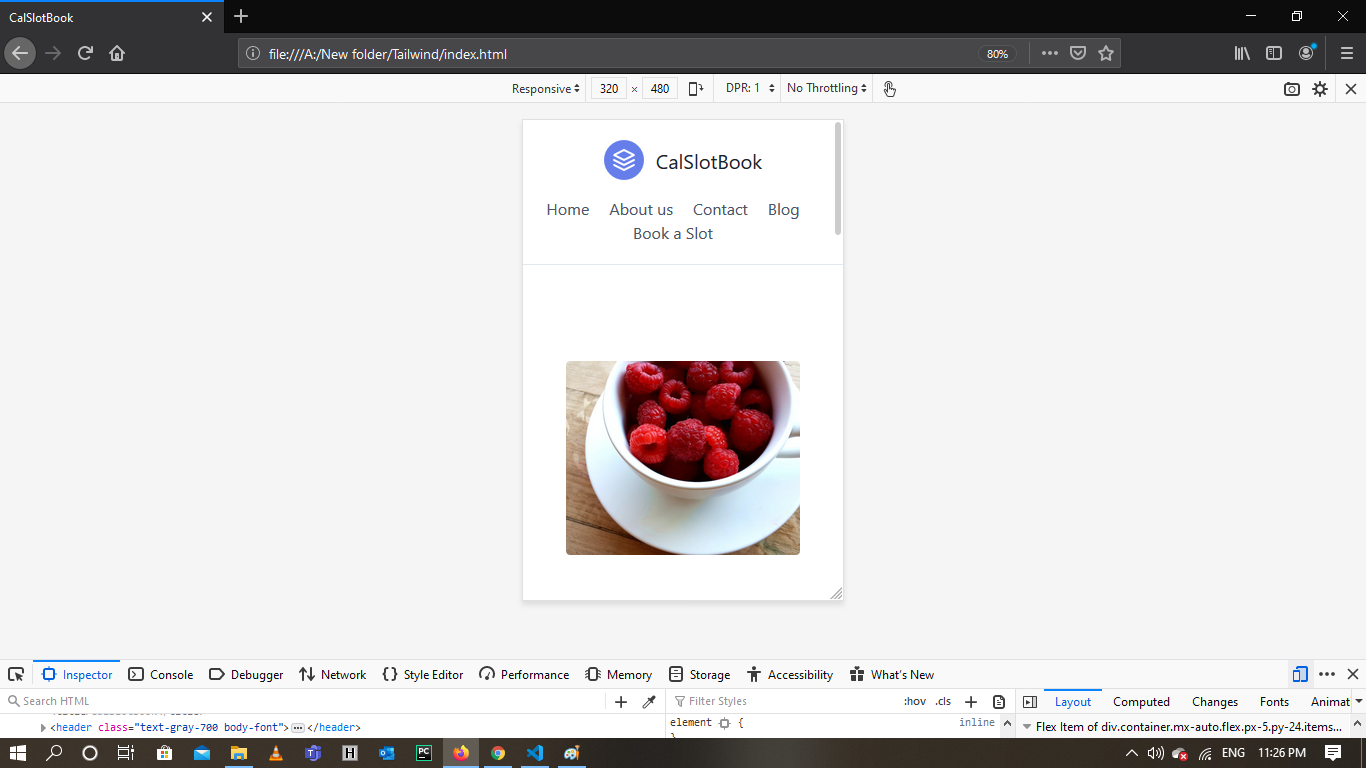 CalSlotBook
file:///A:/New folder/Tailwind/index.html
80%
Responsive 320 × 480 DPR: 1 No Throttling
CalSlotBook
Home About us Contact Blog
Book a Slot
Inspector Console Debugger Network Style Editor Performance Memory Storage Accessibility What's New
Search HTML Filter Styles :hov .cls Layout Computed Changes Fonts Animat
<header class="text-gray-700 body-font"> </header> element { inline Flex Item of div.container.mx-auto.flex.px-5.py-24.items...
}
ENG 11:26 PM